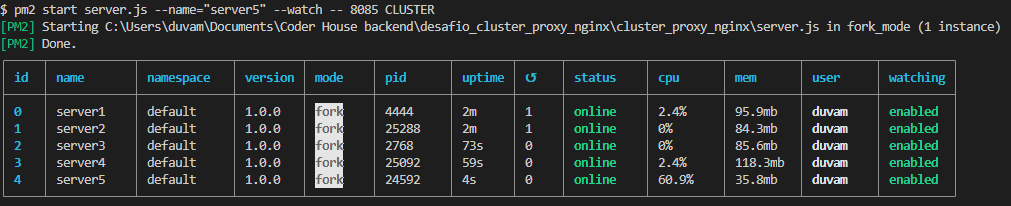 $ pm2 start server.js --name="server5" --watch -- 8085 CLUSTER
[PM2] Starting C:\Users\duvam\Documents\Coder House backend\desafio_cluster_proxy_nginx\cluster_proxy_nginx\server.js in fork_mode (1 instance)
[PM2] Done.
id name namespace version mode pid uptime ↺ status cpu mem user watching
0 server1 default 1.0.0 fork 4444 2m 1 online 2.4% 95.9mb duvam enabled
1 server2 default 1.0.0 fork 25288 2m 1 online 0% 84.3mb duvam enabled
2 server3 default 1.0.0 fork 2768 73s 0 online 0% 85.6mb duvam enabled
3 server4 default 1.0.0 fork 25092 59s 0 online 2.4% 118.3mb duvam enabled
4 server5 default 1.0.0 fork 24592 4s 0 online 60.9% 35.8mb duvam enabled